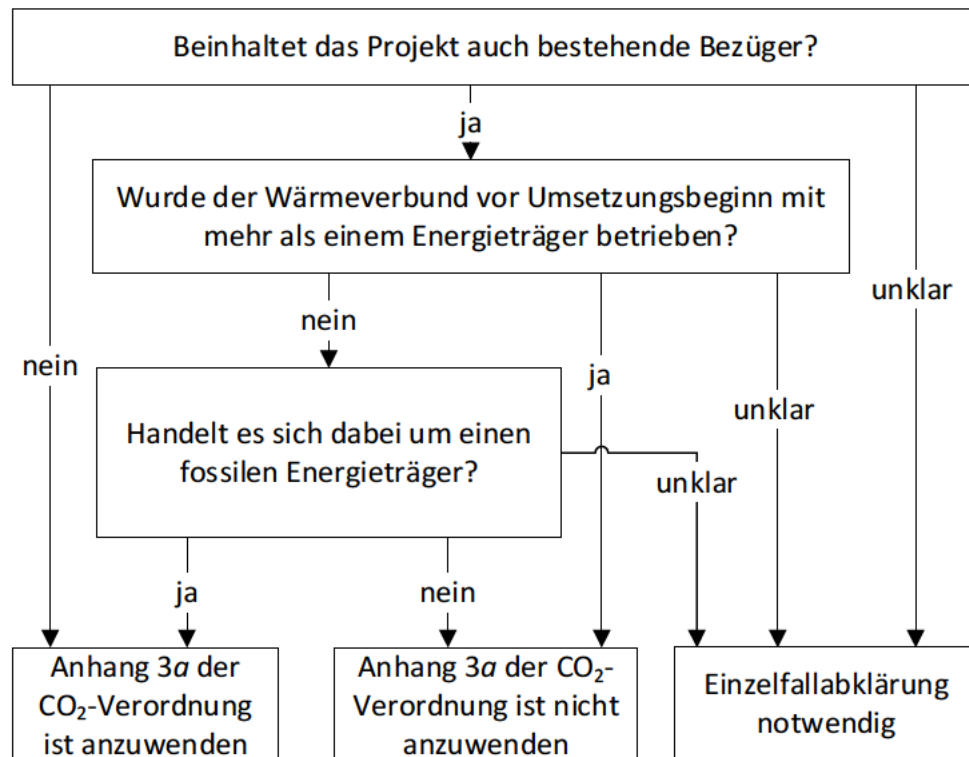 Beinhaltet das Projekt auch bestehende Bezüger?
ja
Wurde der Wärmeverbund vor Umsetzungsbeginn mit
mehr als einem Energieträger betrieben?
unklar
nein
nein
ja
unklar
Handelt es sich dabei um einen
fossilen Energieträger?
unklar
ja
nein
Anhang 3a der
CO₂-Verordnung
ist anzuwenden
Anhang 3a der CO₂-
Verordnung ist nicht
anzuwenden
Einzelfallabklärung
notwendig